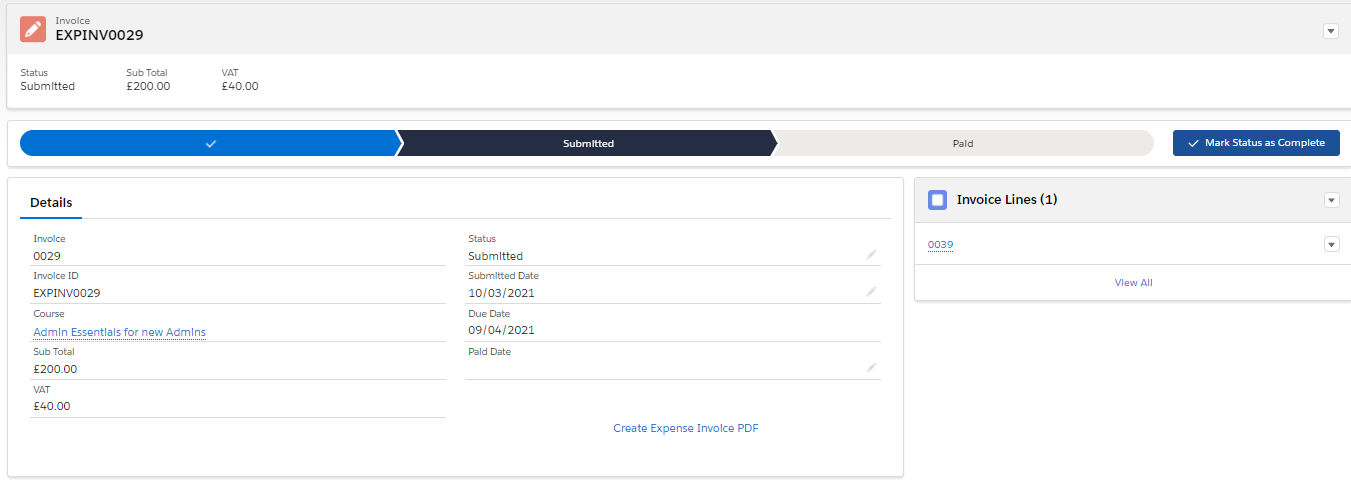 Invoice
EXPINV0029
Status
Submitted
Sub Total
£200.00
VAT
£40.00
Submitted
Paid
Mark Status as Complete
Details
Invoice
0029
Invoice ID
EXPINV0029
Course
Admin Essentials for new Admins
Sub Total
£200.00
VAT
£40.00
Status
Submitted
Submitted Date
10/03/2021
Due Date
09/04/2021
Paid Date
Create Expense Invoice PDF
Invoice Lines (1)
0039
View All